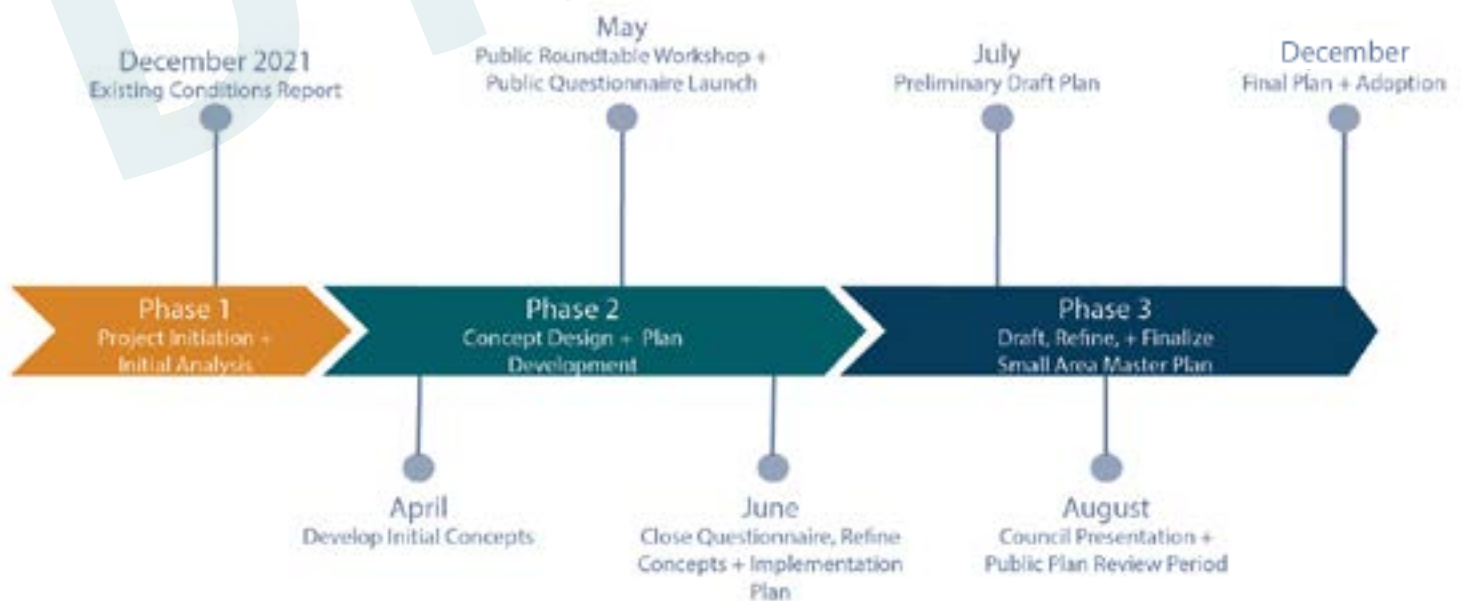 December 2021
Existing Conditions Report
May
Public Roundtable Workshop +
Public Questionnaire Launch
July
Preliminary Draft Plan
December
Final Plan + Adoption
Phase 1
Project Initiation +
Initial Analysis
Phase 2
Concept Design + Plan
Development
Phase 3
Draft, Refine, + Finalize
Small Area Master Plan
April
Develop Initial Concepts
June
Close Questionnaire, Refine
Concepts + Implementation
Plan
August
Council Presentation +
Public Plan Review Period